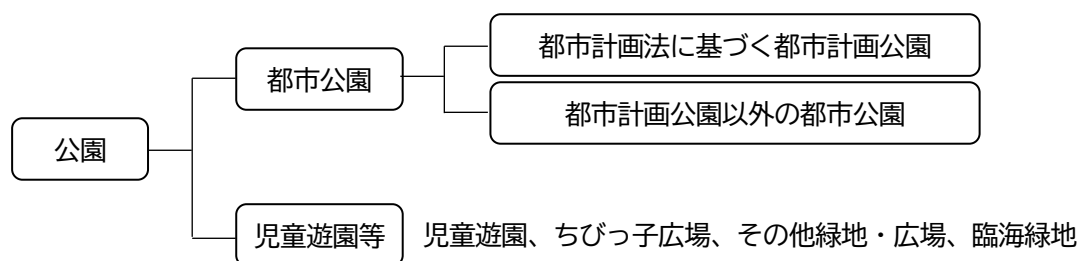 都市計画法に基づく都市計画公園
都市公園
都市計画公園以外の都市公園
公園
児童遊園等
児童遊園、ちびっ子広場、その他緑地・広場、臨海緑地